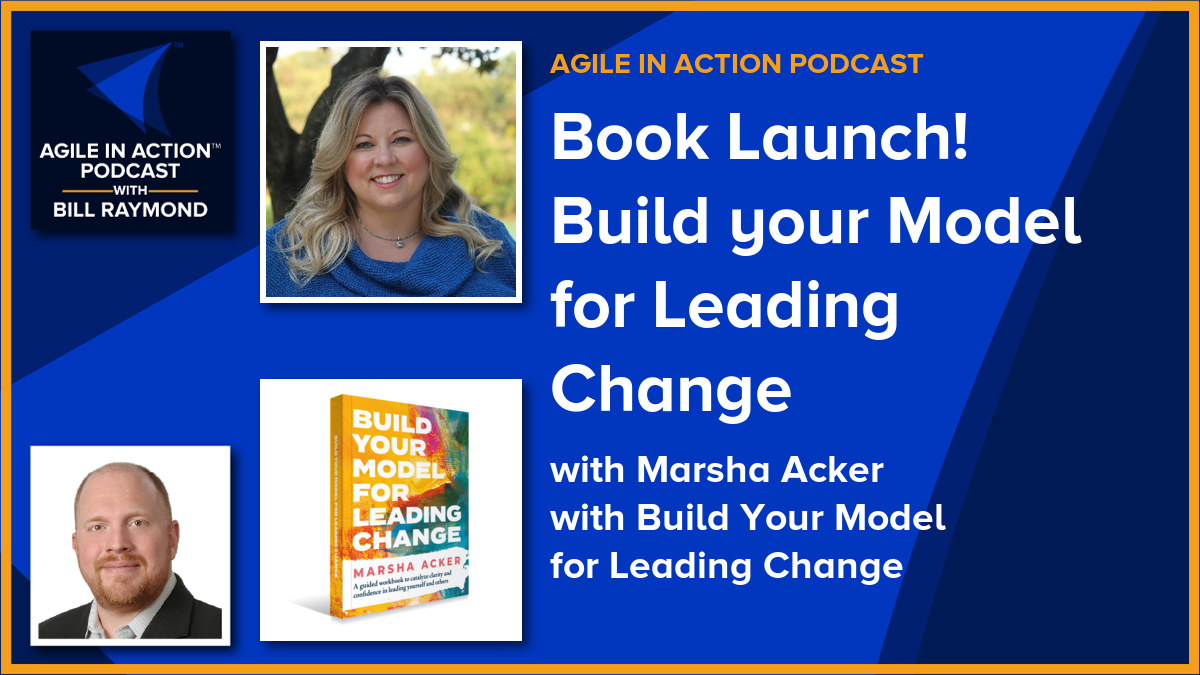 AGILE IN ACTION™
PODCAST
WITH
BILL RAYMOND
AGILE IN ACTION PODCAST
Book Launch!
Build your Model
for Leading
Change
with Marsha Acker
with Build Your Model
for Leading Change
BUILD
YOUR
MODEL
FOR
LEADING
CHANGE
MARSHA ACKER
A guided workbook to catalyze clarity and
confidence in leading yourself and others